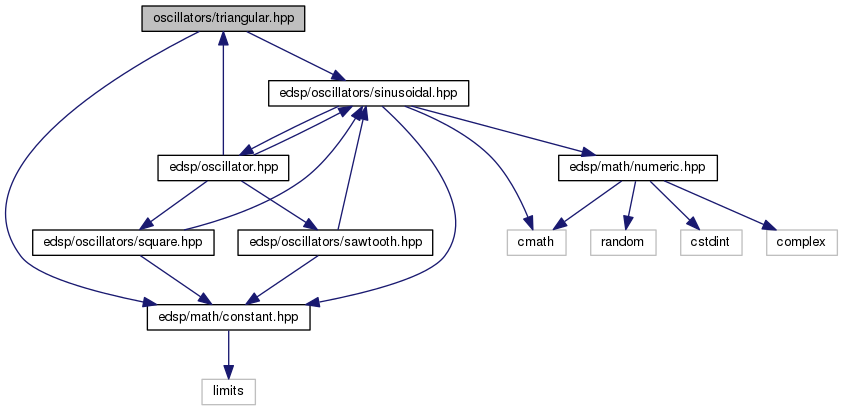 oscillators/triangular.hpp
edsp/oscillators/sinusoidal.hpp
edsp/oscillator.hpp
edsp/math/numeric.hpp
edsp/oscillators/square.hpp
edsp/oscillators/sawtooth.hpp
cmath
random
cstdint
complex
edsp/math/constant.hpp
limits